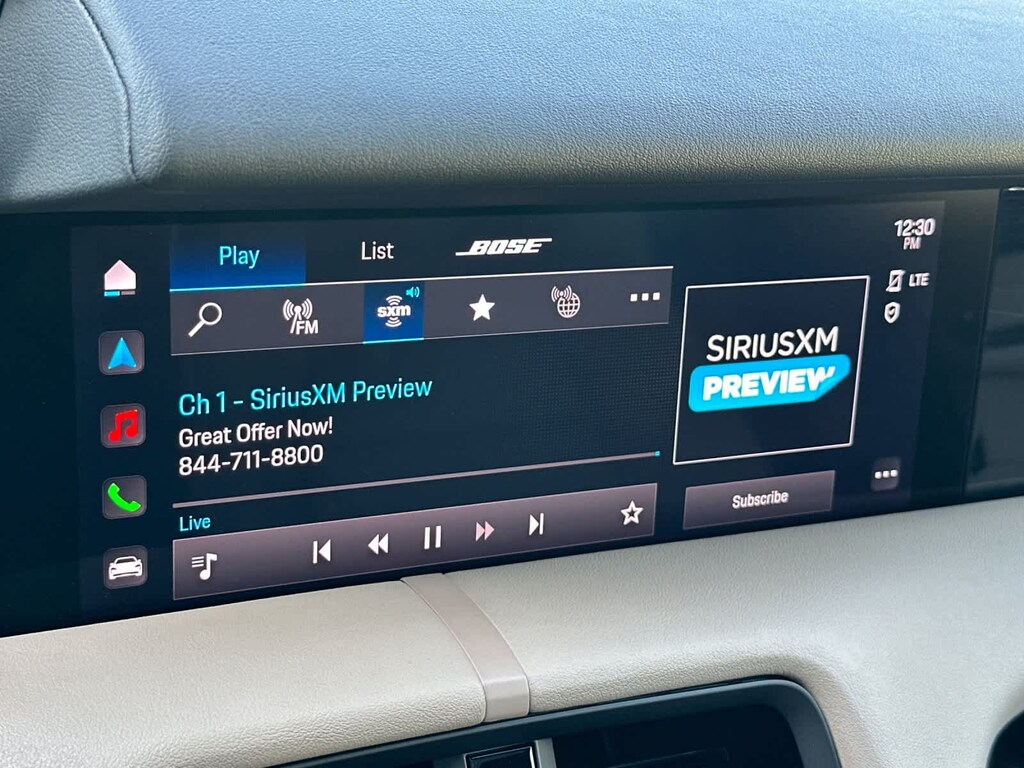 Play
List
BOSE
12:30
PM
FM
sxm
LTE
SIRIUSXM
PREVIEW
Ch 1 - SiriusXM Preview
Great Offer Now!
844-711-8800
Subscribe
Live